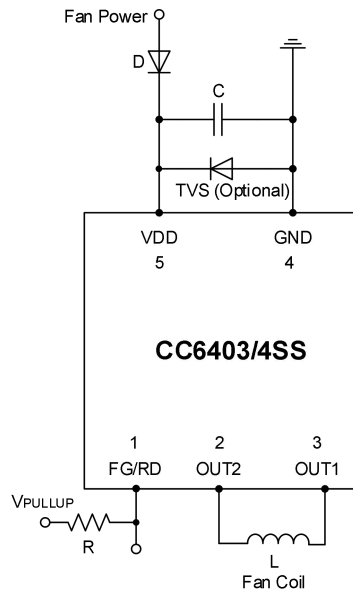 Fan Power
D
C
TVS (Optional)
VDD
GND
5
4
CC6403/4SS
1
2
3
FG/RD
OUT2
OUT1
VPULLUP
R
L
Fan Coil